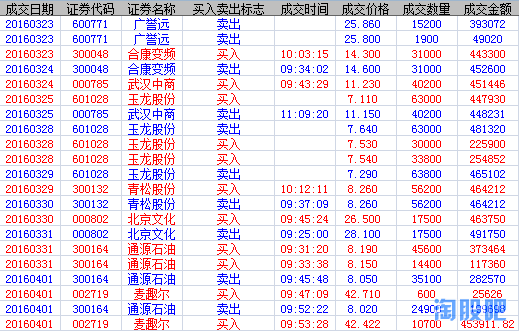 成交日期 证券代码 证券名称 买入卖出标志 成交时间 成交价格 成交数量 成交金额
20160323 600771 广誉远 卖出 25.860 15200 393072
20160323 600771 广誉远 卖出 25.800 1900 49020
20160323 300048 合康变频 买入 10:03:15 14.300 31000 443300
20160324 300048 合康变频 卖出 09:34:02 14.600 31000 452600
20160324 000785 武汉中商 买入 09:43:29 11.230 40200 451446
20160325 601028 玉龙股份 买入 7.110 63000 447930
20160325 000785 武汉中商 卖出 11:09:20 11.150 40200 448231
20160328 601028 玉龙股份 卖出 7.640 63000 481320
20160328 601028 玉龙股份 买入 7.530 30000 225900
20160328 601028 玉龙股份 买入 7.540 33800 254852
20160329 601028 玉龙股份 卖出 7.290 63800 465102
20160329 300132 青松股份 买入 10:12:11 8.260 56200 464212
20160330 300132 青松股份 卖出 09:37:09 8.260 56200 464212
20160330 000802 北京文化 买入 09:45:24 26.500 17500 463750
20160331 000802 北京文化 卖出 09:25:00 28.100 17500 491750
20160331 300164 通源石油 买入 09:31:20 8.190 45600 373464
20160331 300164 通源石油 买入 09:33:38 8.150 14400 117360
20160401 300164 通源石油 卖出 09:45:48 8.050 35100 282570
20160401 002719 麦趣尔 买入 09:47:09 42.710 600 25626
20160401 300164 通源石油 卖出 09:52:22 8.020 24900
20160401 002719 麦趣尔 买入 09:53:28 42.422 10700 453911.82
淘股吧